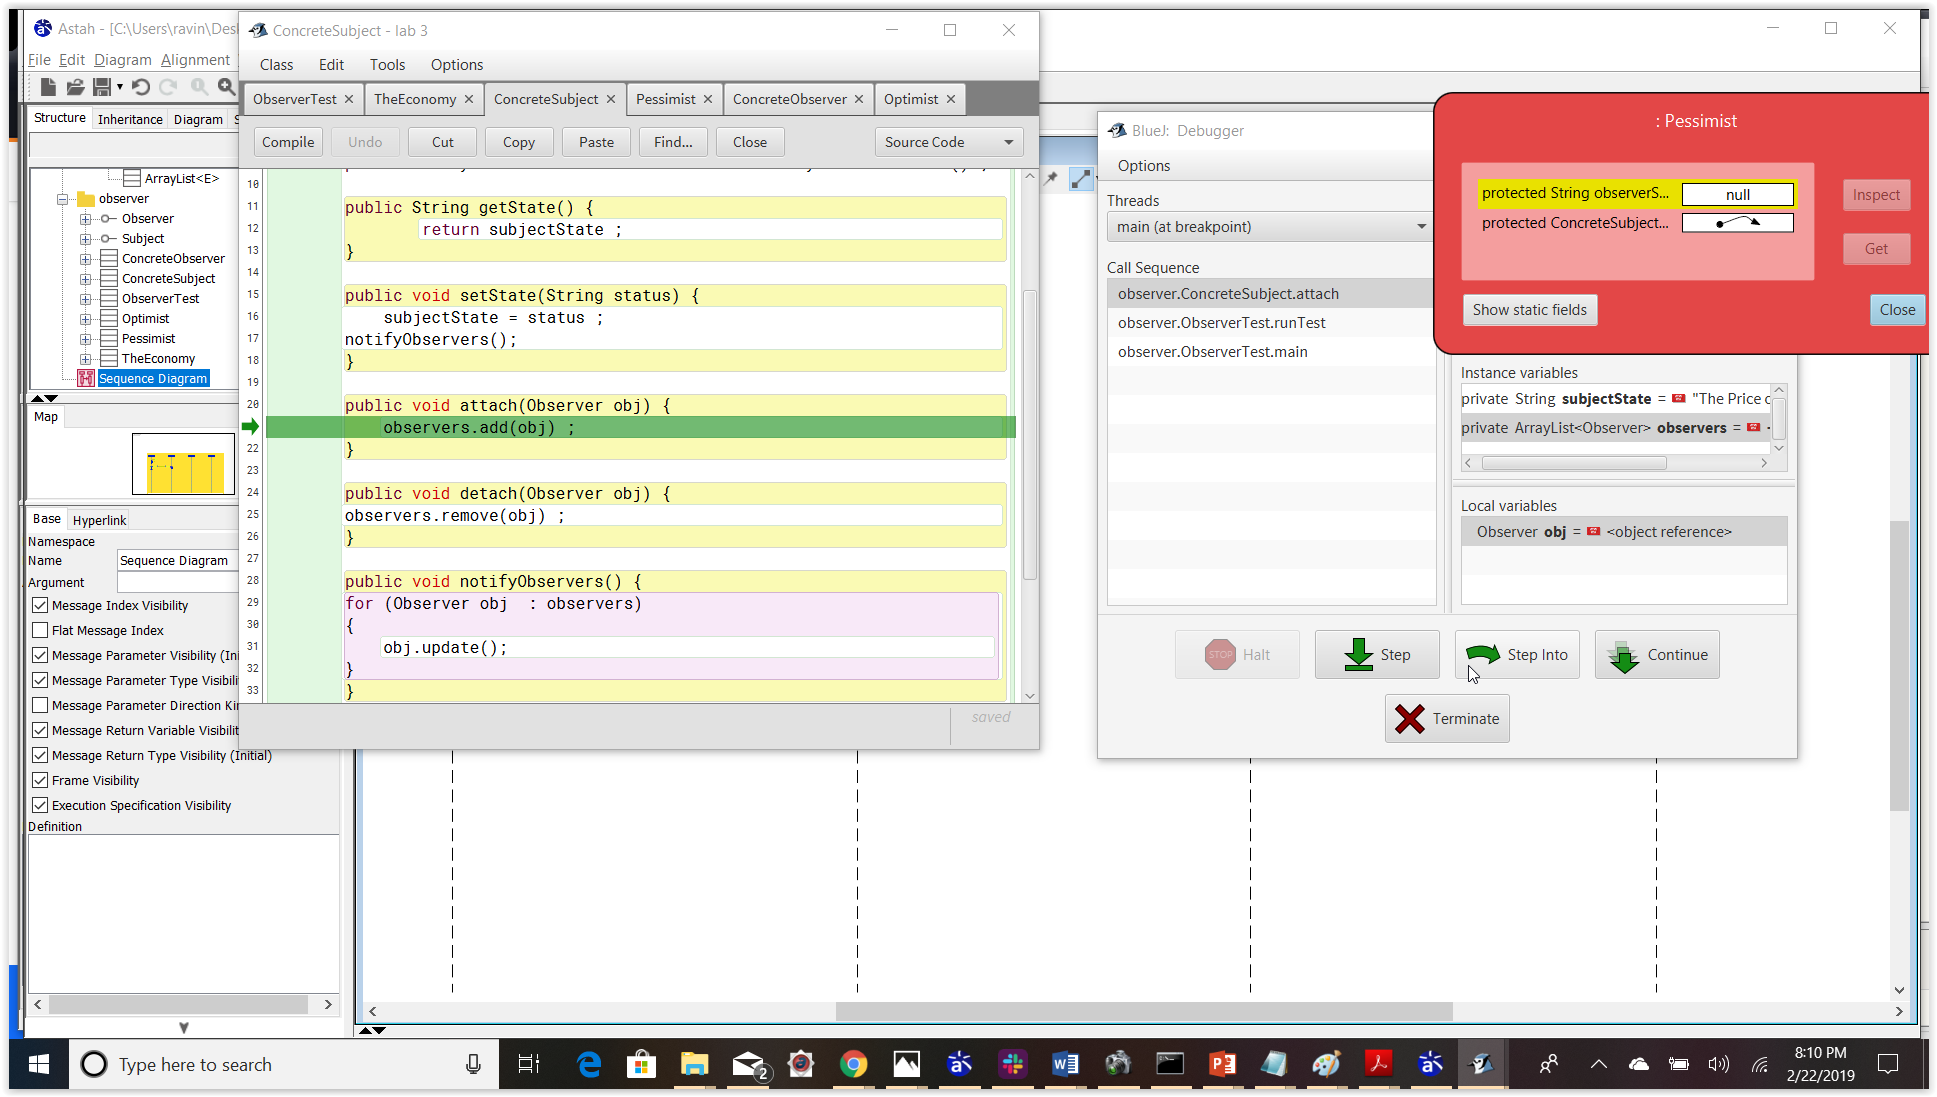 Astah - [C:\Users\ravin\Des
File Edit Diagram Alignment
Structure Inheritance Diagram S
ArrayList<E>
observer
Observer
Subject
ConcreteObserver
ConcreteSubject
ObserverTest
Optimist
Pessimist
TheEconomy
Sequence Diagram
Map
Base Hyperlink
Namespace
Name Sequence Diagram
Argument
Message Index Visibility
Flat Message Index
Message Parameter Visibility (Ini
Message Parameter Type Visibili
Message Parameter Direction Kin
Message Return Variable Visibilit
Message Return Type Visibility (Initial)
Frame Visibility
Execution Specification Visibility
Definition
ConcreteSubject - lab 3
Class Edit Tools Options
ObserverTest TheEconomy ConcreteSubject Pessimist ConcreteObserver Optimist
Compile Undo Cut Copy Paste Find... Close Source Code
10
11 public String getState() {
12 return subjectState ;
13 }
14
15 public void setState(String status) {
16 subjectState = status ;
17 notifyObservers();
18 }
19
20 public void attach(Observer obj) {
observers.add(obj) ;
22 }
23
24 public void detach(Observer obj) {
25 observers.remove(obj) ;
26 }
27
28 public void notifyObservers() {
29 for (Observer obj : observers)
30 {
31 obj.update();
32 }
33 }
saved
BlueJ: Debugger
Options
Threads
main (at breakpoint)
Call Sequence
observer.ConcreteSubject.attach
observer.ObserverTest.runTest
observer.ObserverTest.main
: Pessimist
protected String observerS... null Inspect
protected ConcreteSubject...
Get
Show static fields Close
Instance variables
private String subjectState = "The Price o
private ArrayList<Observer> observers =
Local variables
Observer obj = <object reference>
STOP Halt Step Step Into Continue
Terminate
Type here to search
2
8:10 PM
2/22/2019